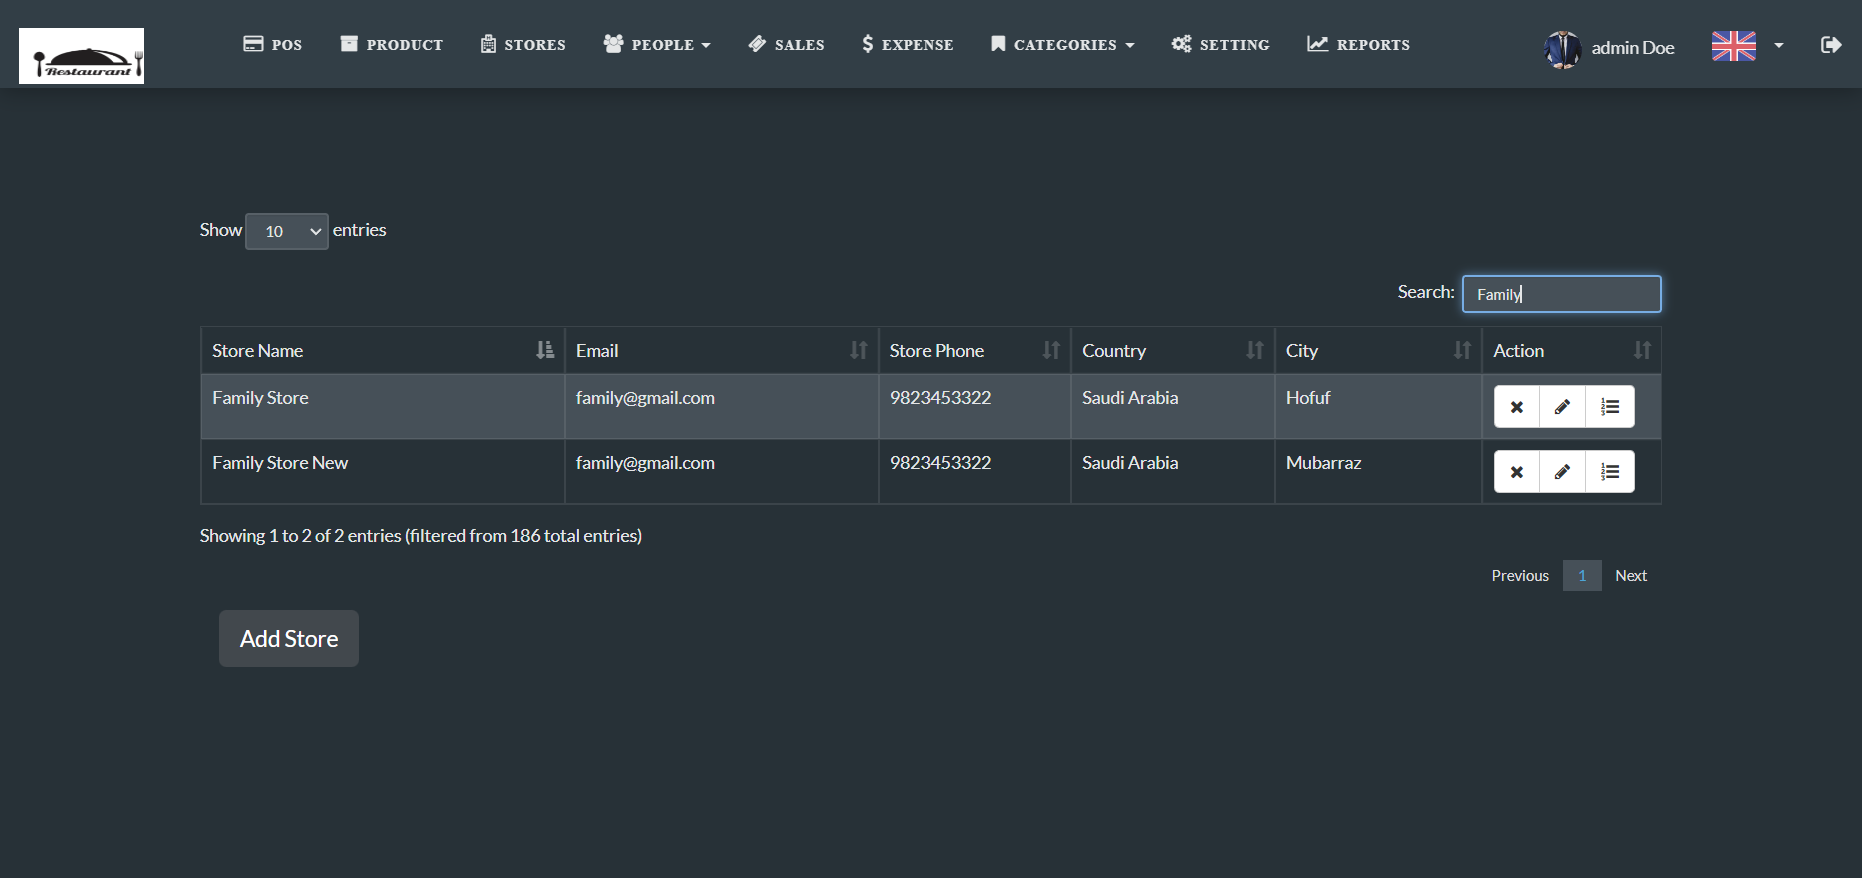 Restaurant
POS PRODUCT STORES PEOPLE SALES EXPENSE CATEGORIES SETTING REPORTS admin Doe
Show 10 entries
Search: Family
Store Name Email Store Phone Country City Action
Family Store family@gmail.com 9823453322 Saudi Arabia Hofuf
Family Store New family@gmail.com 9823453322 Saudi Arabia Mubarraz
Showing 1 to 2 of 2 entries (filtered from 186 total entries)
Previous 1 Next
Add Store